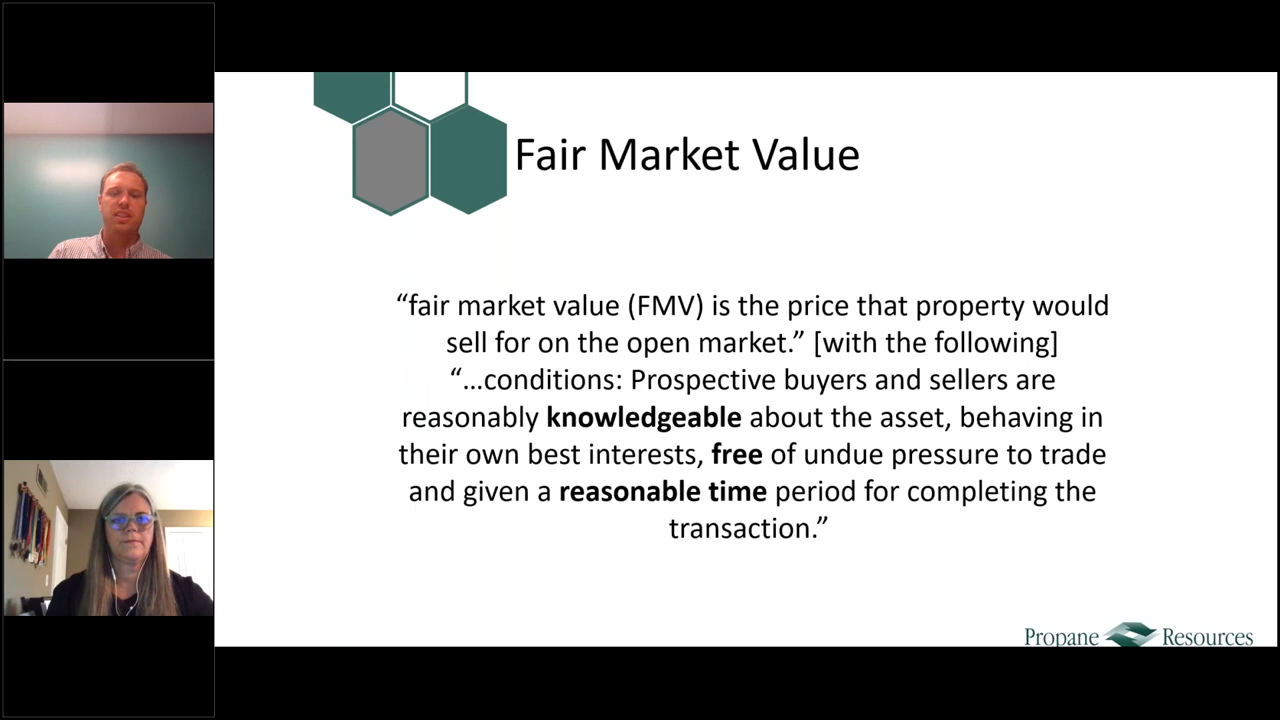 Fair Market Value
“fair market value (FMV) is the price that property would
sell for on the open market.” [with the following]
“...conditions: Prospective buyers and sellers are
reasonably knowledgeable about the asset, behaving in
their own best interests, free of undue pressure to trade
and given a reasonable time period for completing the
transaction.”
Propane Resources